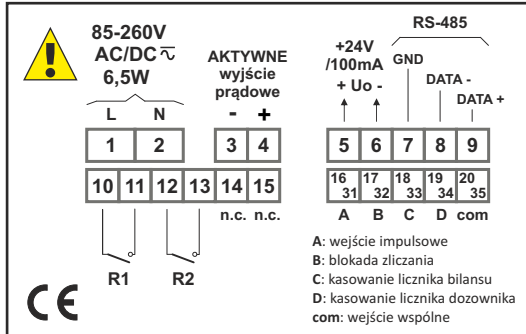 85-260V
AC/DC
6,5W
L N
AKTYWNE
wyjście
prądowe
- +
+24V
/100mA
+ Uo -
RS-485
GND
DATA -
DATA +
1 2 3 4 5 6 7 8 9
10 11 12 13 14 15
16 17 18 19 20
31 32 33 34 35
n.c. n.c.
A B C D com
R1 R2
A: wejście impulsowe
B: blokada zliczania
C: kasowanie licznika bilansu
D: kasowanie licznika dozownika
com: wejście wspólne
CE